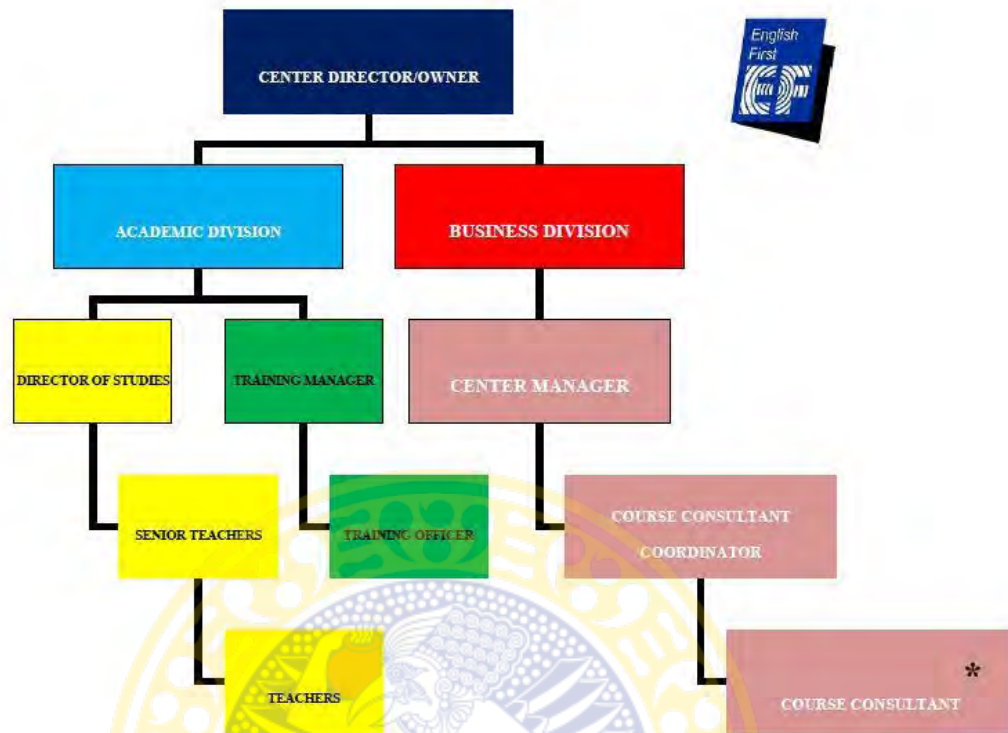 CENTER DIRECTOR/OWNER
English
First
EF
ACADEMIC DIVISION
BUSINESS DIVISION
DIRECTOR OF STUDIES
TRAINING MANAGER
CENTER MANAGER
SENIOR TEACHERS
TRAINING OFFICER
COURSE CONSULTANT
COORDINATOR
TEACHERS
*
COURSE CONSULTANT